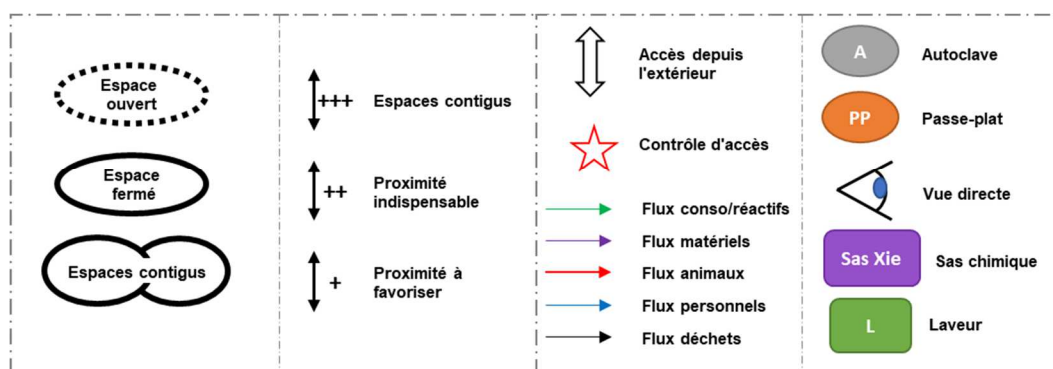 Espace
ouvert
Espace
fermé
Espaces contigus
+++
Espaces contigus
++
Proximité
indispensable
+
Proximité à
favoriser
Accès depuis
l'extérieur
Contrôle d'accès
Flux conso/réactifs
Flux matériels
Flux animaux
Flux personnels
Flux déchets
A
Autoclave
PP
Passe-plat
Vue directe
Sas Xie
Sas chimique
L
Laveur